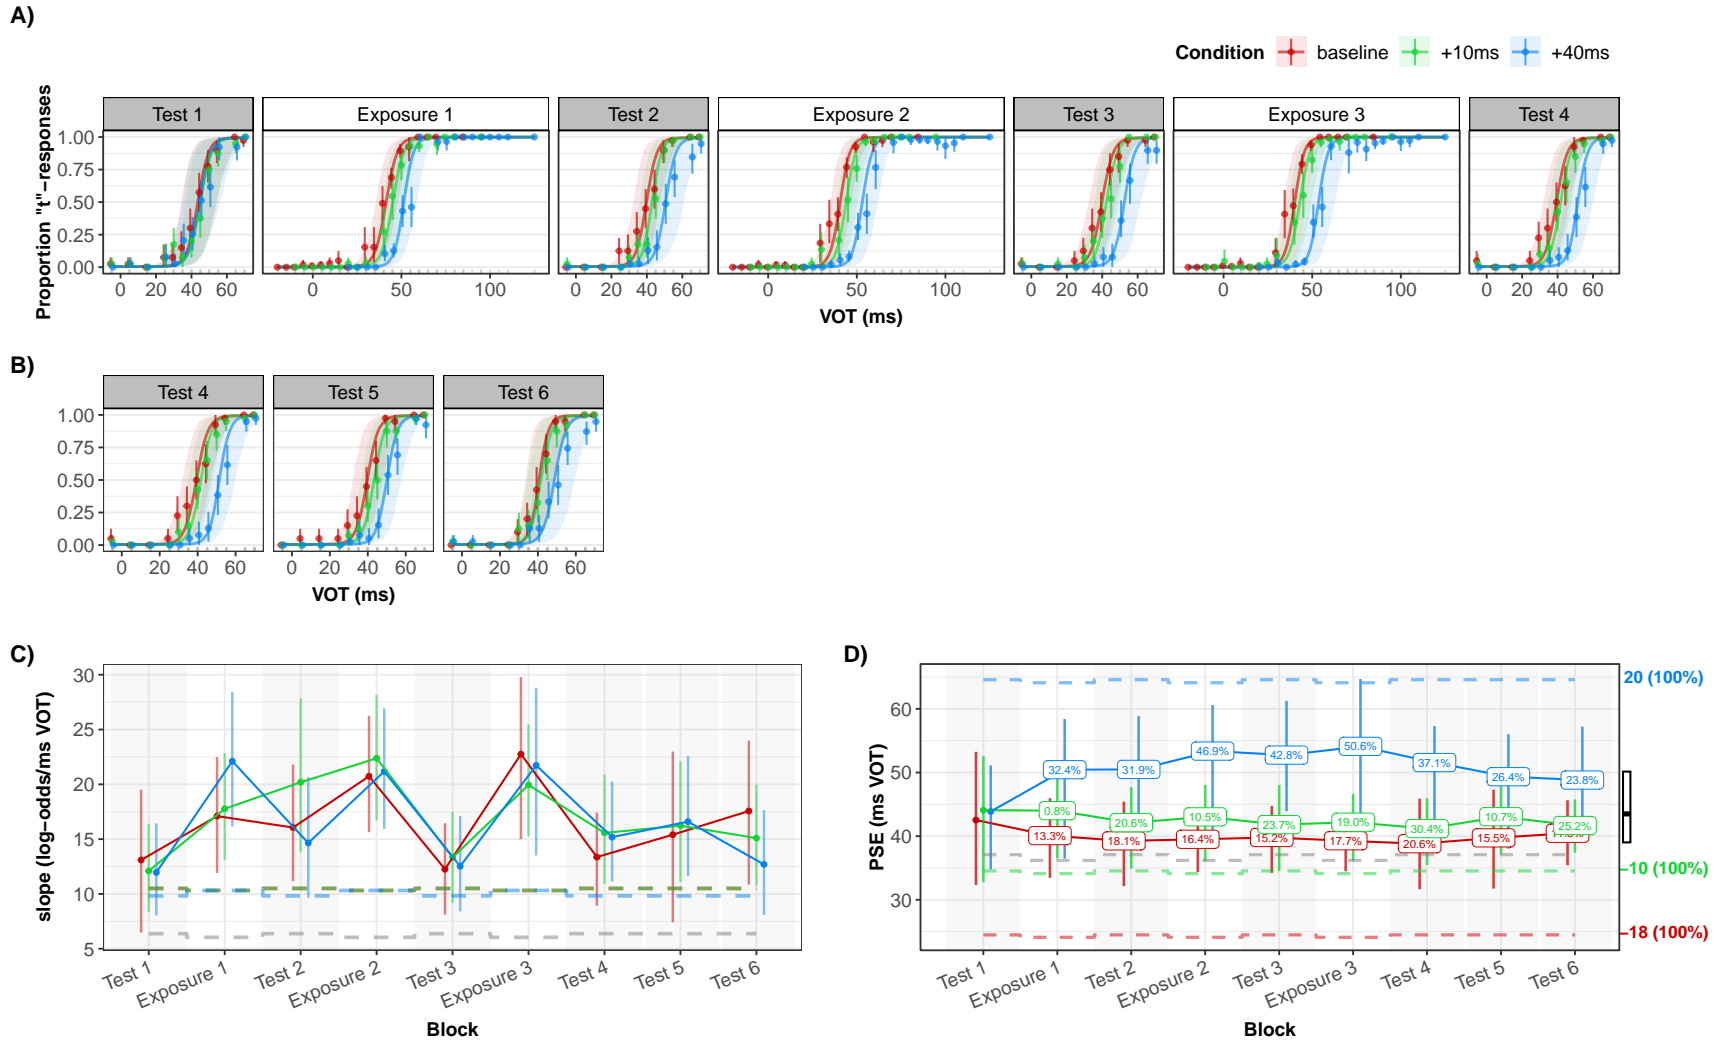 A)
Condition baseline +10ms +40ms
Test 1 Exposure 1 Test 2 Exposure 2 Test 3 Exposure 3 Test 4
Proportion "t"−responses
1.00
0.75
0.50
0.25
0.00
0 20 40 60 0 50 100 0 20 40 60 0 50 100 0 20 40 60 0 50 100 0 20 40 60
VOT (ms)
B)
Test 4 Test 5 Test 6
1.00
0.75
0.50
0.25
0.00
0 20 40 60 0 20 40 60 0 20 40 60
VOT (ms)
C)
slope (log−odds/ms VOT)
30
25
20
15
10
5
Test 1 Exposure 1 Test 2 Exposure 2 Test 3 Exposure 3 Test 4 Test 5 Test 6
Block
D)
PSE (ms VOT)
60
50
40
30
20 (100%)
−10 (100%)
−18 (100%)
32.4% 31.9% 46.9% 42.8% 50.6% 37.1% 26.4% 23.8%
0.8% 20.6% 10.5% 23.7% 19.0% 30.4% 10.7% 25.2%
13.3% 18.1% 16.4% 15.2% 17.7% 20.6% 15.5%
Test 1 Exposure 1 Test 2 Exposure 2 Test 3 Exposure 3 Test 4 Test 5 Test 6
Block